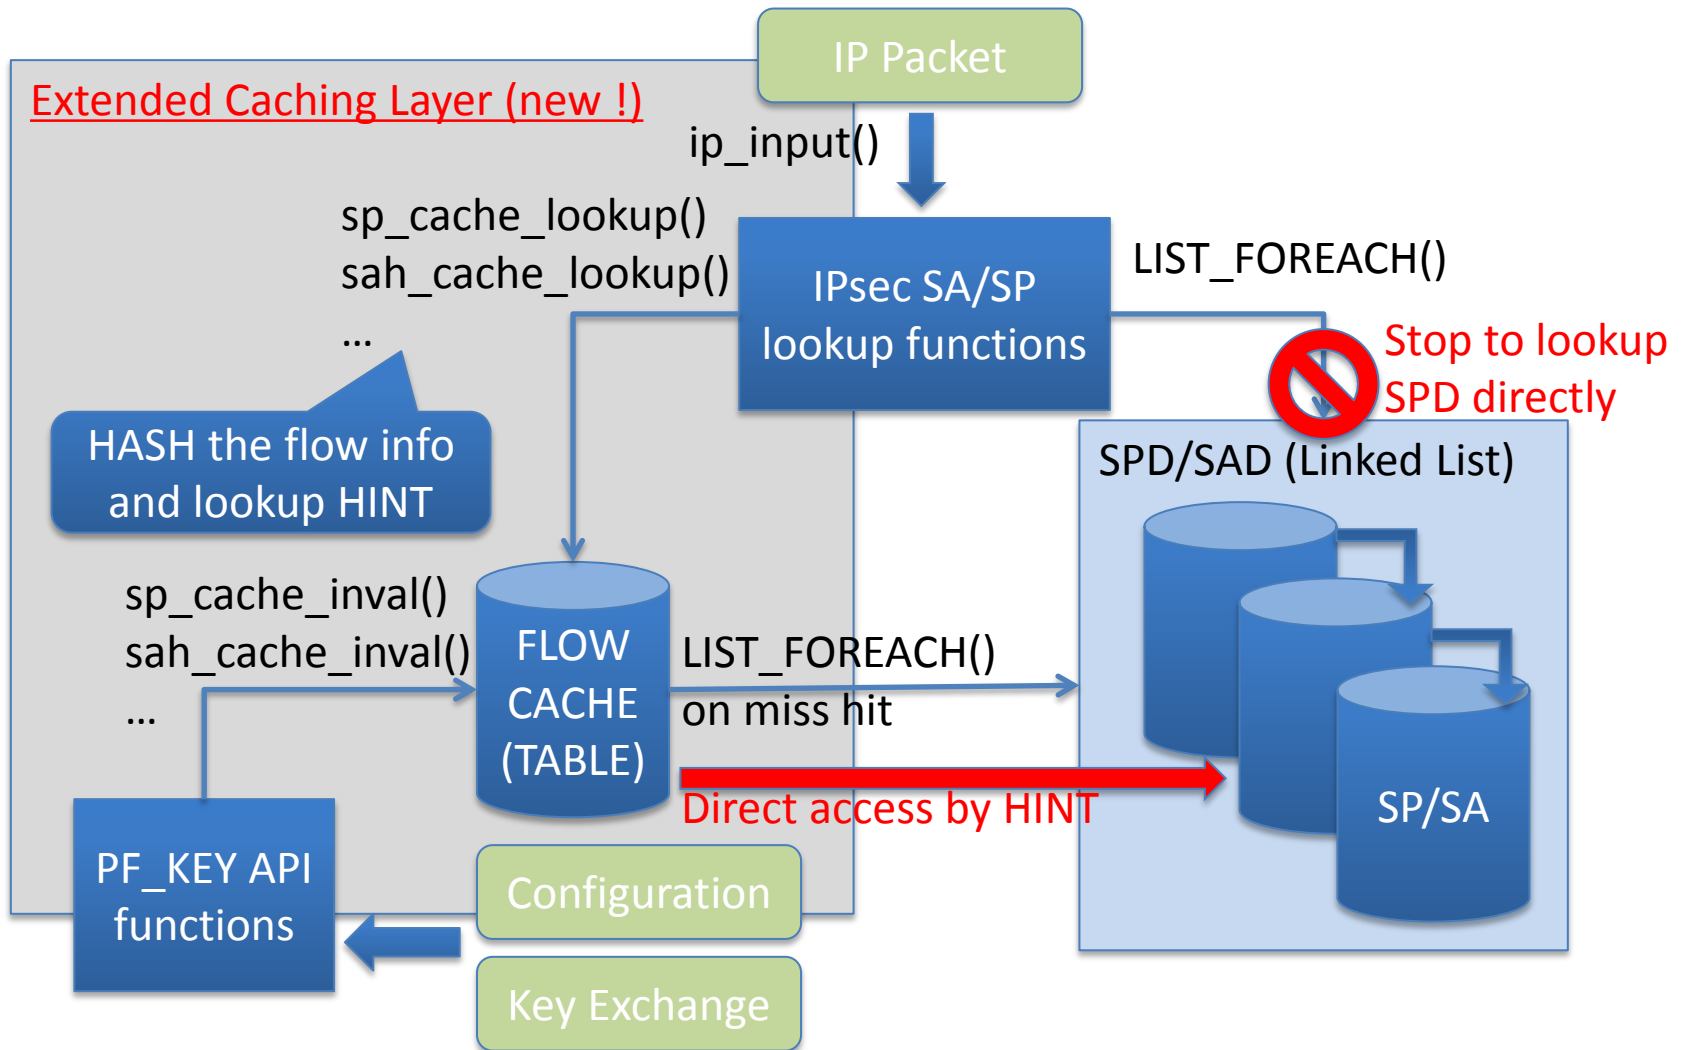 IP Packet
Extended Caching Layer (new !)
ip_input()
sp_cache_lookup()
sah_cache_lookup()
...
IPsec SA/SP
lookup functions
LIST_FOREACH()
Stop to lookup
SPD directly
HASH the flow info
and lookup HINT
SPD/SAD (Linked List)
sp_cache_inval()
sah_cache_inval()
...
FLOW
CACHE
(TABLE)
LIST_FOREACH()
on miss hit
Direct access by HINT
SP/SA
PF_KEY API
functions
Configuration
Key Exchange